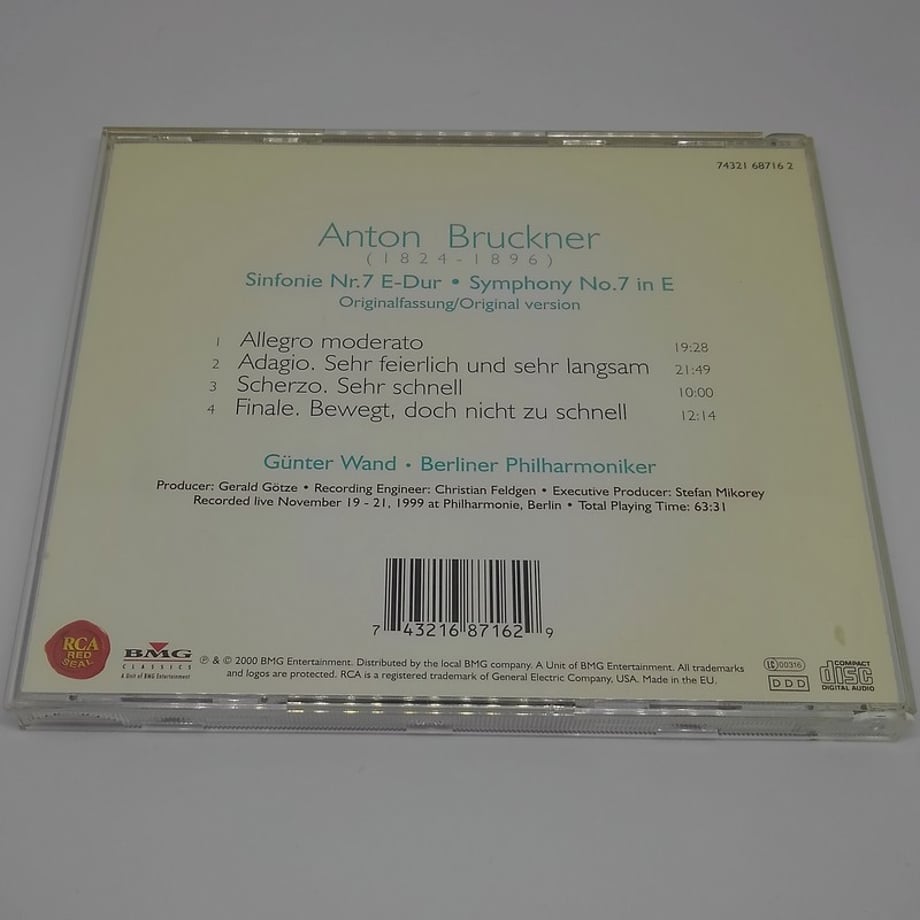 74321 68716 2
Anton Bruckner
(1824-1896)
Sinfonie Nr.7 E-Dur • Symphony No.7 in E
Originalfassung/Original version
1 Allegro moderato 19:28
2 Adagio. Sehr feierlich und sehr langsam 21:49
3 Scherzo. Sehr schnell 10:00
4 Finale. Bewegt, doch nicht zu schnell 12:14
Günter Wand • Berliner Philharmoniker
Producer: Gerald Götze • Recording Engineer: Christian Feldgen • Executive Producer: Stefan Mikorey
Recorded live November 19 - 21, 1999 at Philharmonie, Berlin • Total Playing Time: 63:31
7 43216 87162 9
RCA
RED
SEAL
BMG
CLASSICS
A Unit of BMG Entertainment
℗ & © 2000 BMG Entertainment. Distributed by the local BMG company. A Unit of BMG Entertainment. All trademarks
and logos are protected. RCA is a registered trademark of General Electric Company, USA. Made in the EU.
LC 00316
DDD
COMPACT
disc
DIGITAL AUDIO